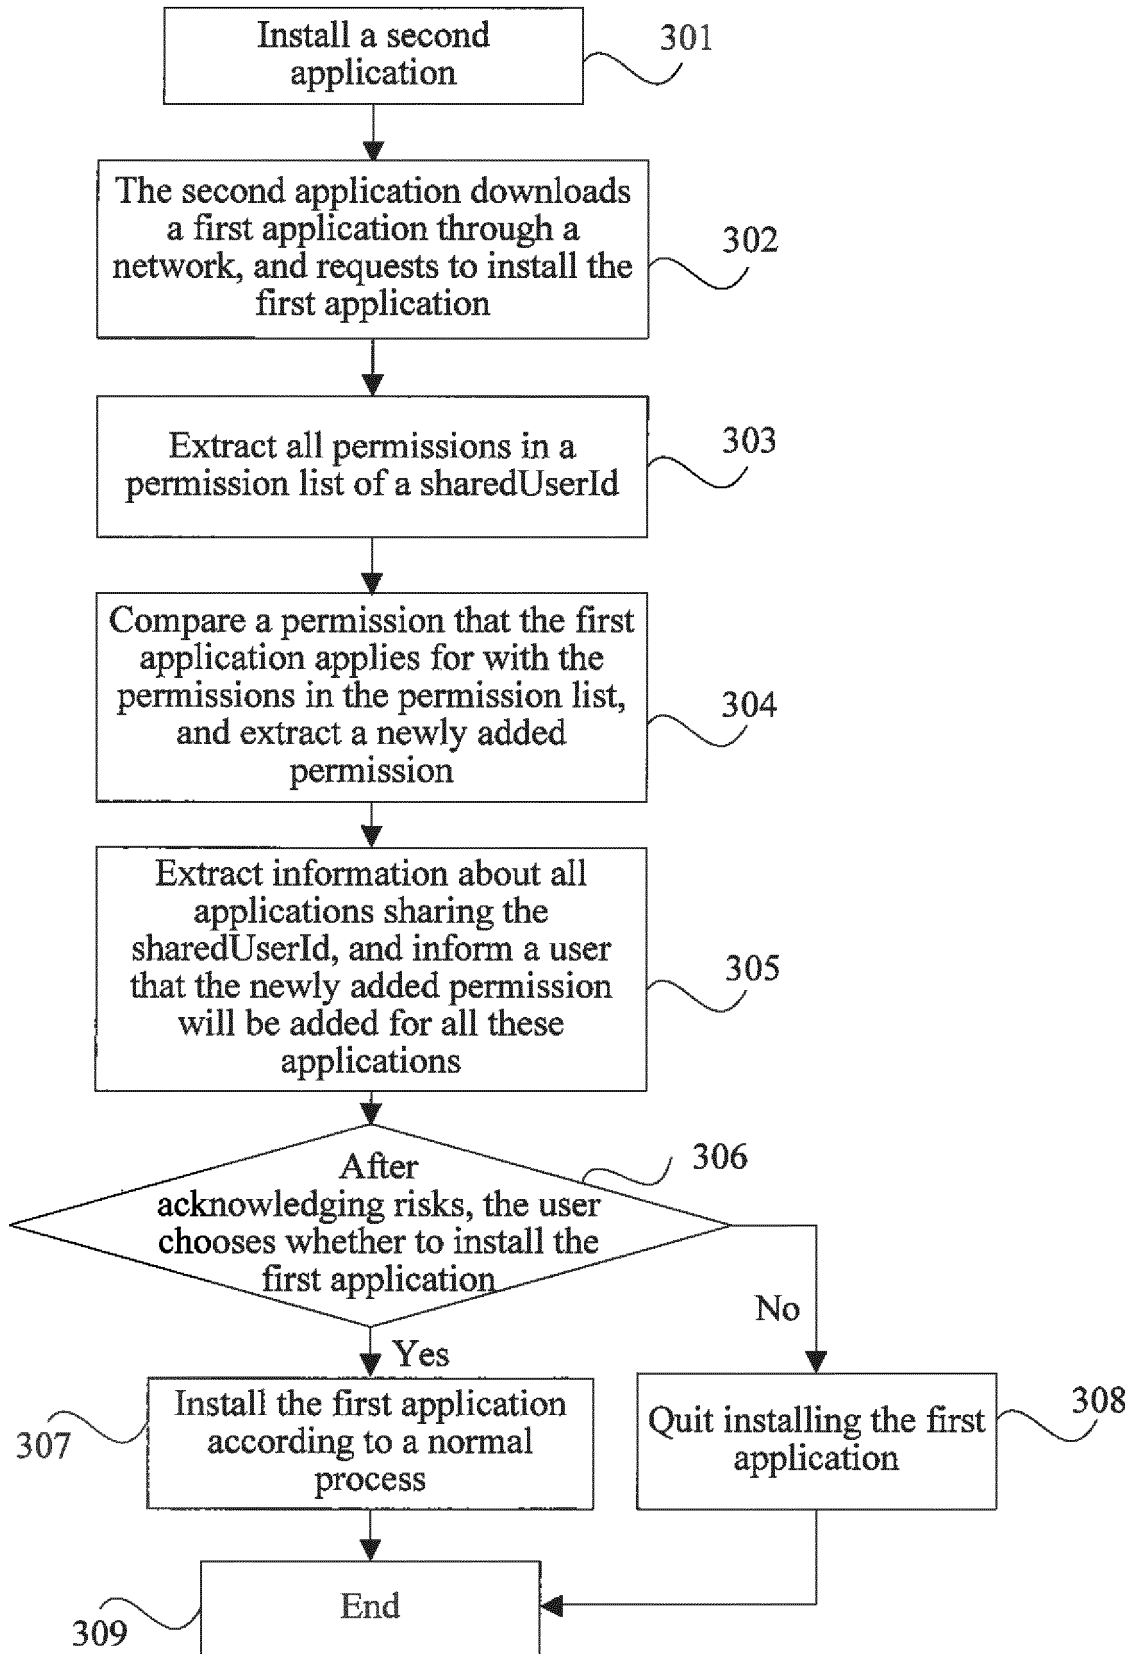 Install a second
application
301
The second application downloads
a first application through a
network, and requests to install the
first application
302
Extract all permissions in a
permission list of a sharedUserId
303
Compare a permission that the first
application applies for with the
permissions in the permission list,
and extract a newly added
permission
304
Extract information about all
applications sharing the
sharedUserId, and inform a user
that the newly added permission
will be added for all these
applications
305
After
acknowledging risks, the user
chooses whether to install the
first application
306
No
Yes
Install the first application
according to a normal
process
307
Quit installing the first
application
308
End
309